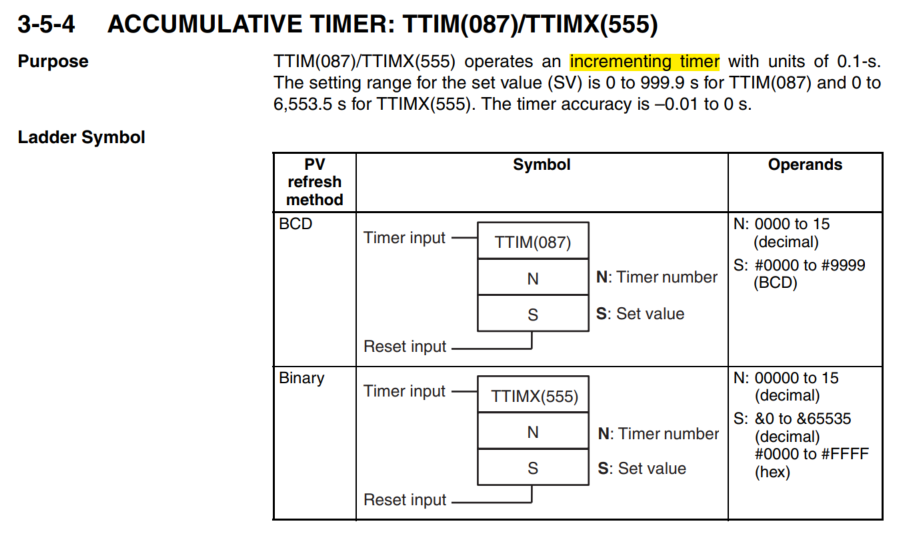 3-5-4 ACCUMULATIVE TIMER: TTIM(087)/TTIMX(555)
Purpose
TTIM(087)/TTIMX(555) operates an incrementing timer with units of 0.1-s.
The setting range for the set value (SV) is 0 to 999.9 s for TTIM(087) and 0 to
6,553.5 s for TTIMX(555). The timer accuracy is –0.01 to 0 s.
Ladder Symbol
PV
refresh
method
Symbol
Operands
BCD
Timer input
TTIM(087)
N
N: Timer number
S
S: Set value
Reset input
N: 0000 to 15
(decimal)
S: #0000 to #9999
(BCD)
Binary
Timer input
TTIMX(555)
N
N: Timer number
S
S: Set value
Reset input
N: 00000 to 15
(decimal)
S: &0 to &65535
(decimal)
#0000 to #FFFF
(hex)